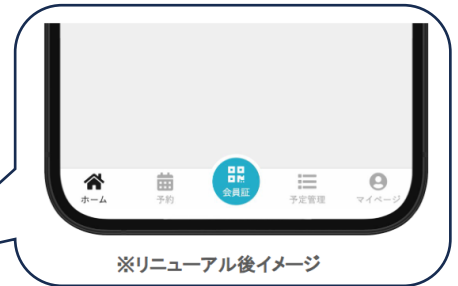 ホーム
予約
会員証
予定管理
マイページ
※リニューアル後イメージ